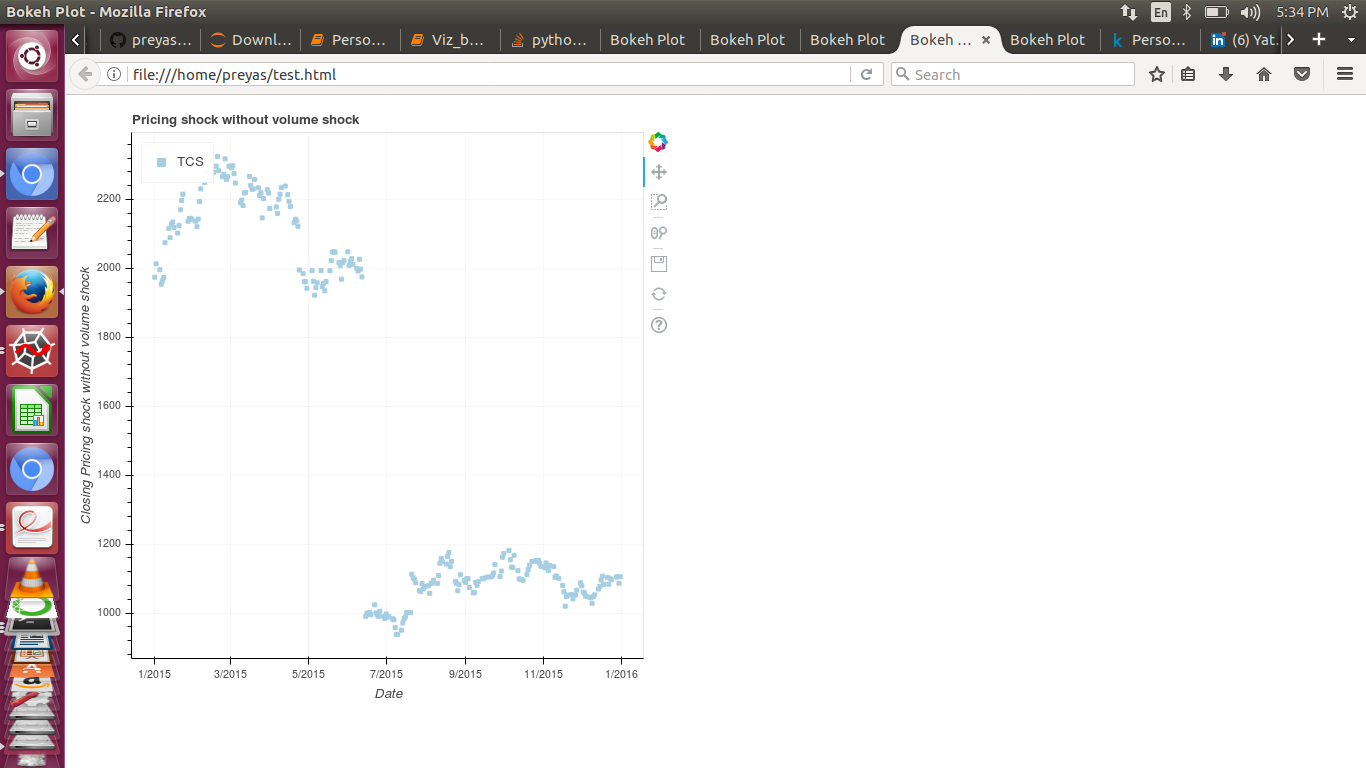 Bokeh Plot - Mozilla Firefox
En
5:34 PM
preyas…
Downl…
Perso…
Viz_b…
pytho…
Bokeh Plot
Bokeh Plot
Bokeh Plot
Bokeh …
Bokeh Plot
Perso…
(6) Yat…
file:///home/preyas/test.html
Search
Pricing shock without volume shock
TCS
2200
2000
1800
1600
1400
1200
1000
Closing Pricing shock without volume shock
1/2015
3/2015
5/2015
7/2015
9/2015
11/2015
1/2016
Date